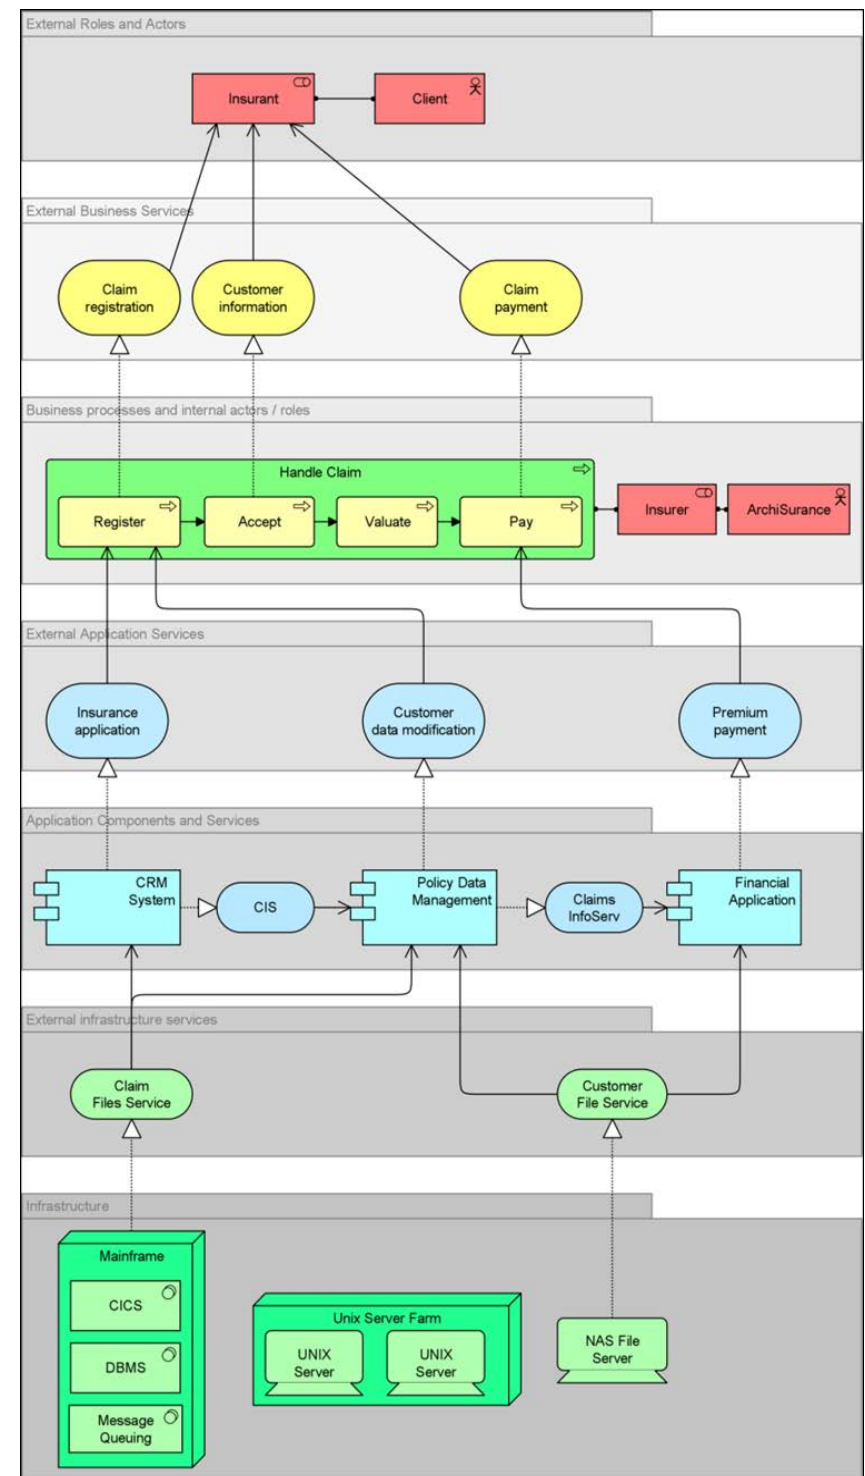 External Roles and Actors
Insurant
Client
External Business Services
Claim
registration
Customer
information
Claim
payment
Business processes and internal actors / roles
Handle Claim
Register
Accept
Valuate
Pay
Insurer
ArchiSurance
External Application Services
Insurance
application
Customer
data modification
Premium
payment
Application Components and Services
CRM
System
CIS
Policy Data
Management
Claims
InfoServ
Financial
Application
External infrastructure services
Claim
Files Service
Customer
File Service
Infrastructure
Mainframe
CICS
DBMS
Message
Queuing
Unix Server Farm
UNIX
Server
UNIX
Server
NAS File
Server